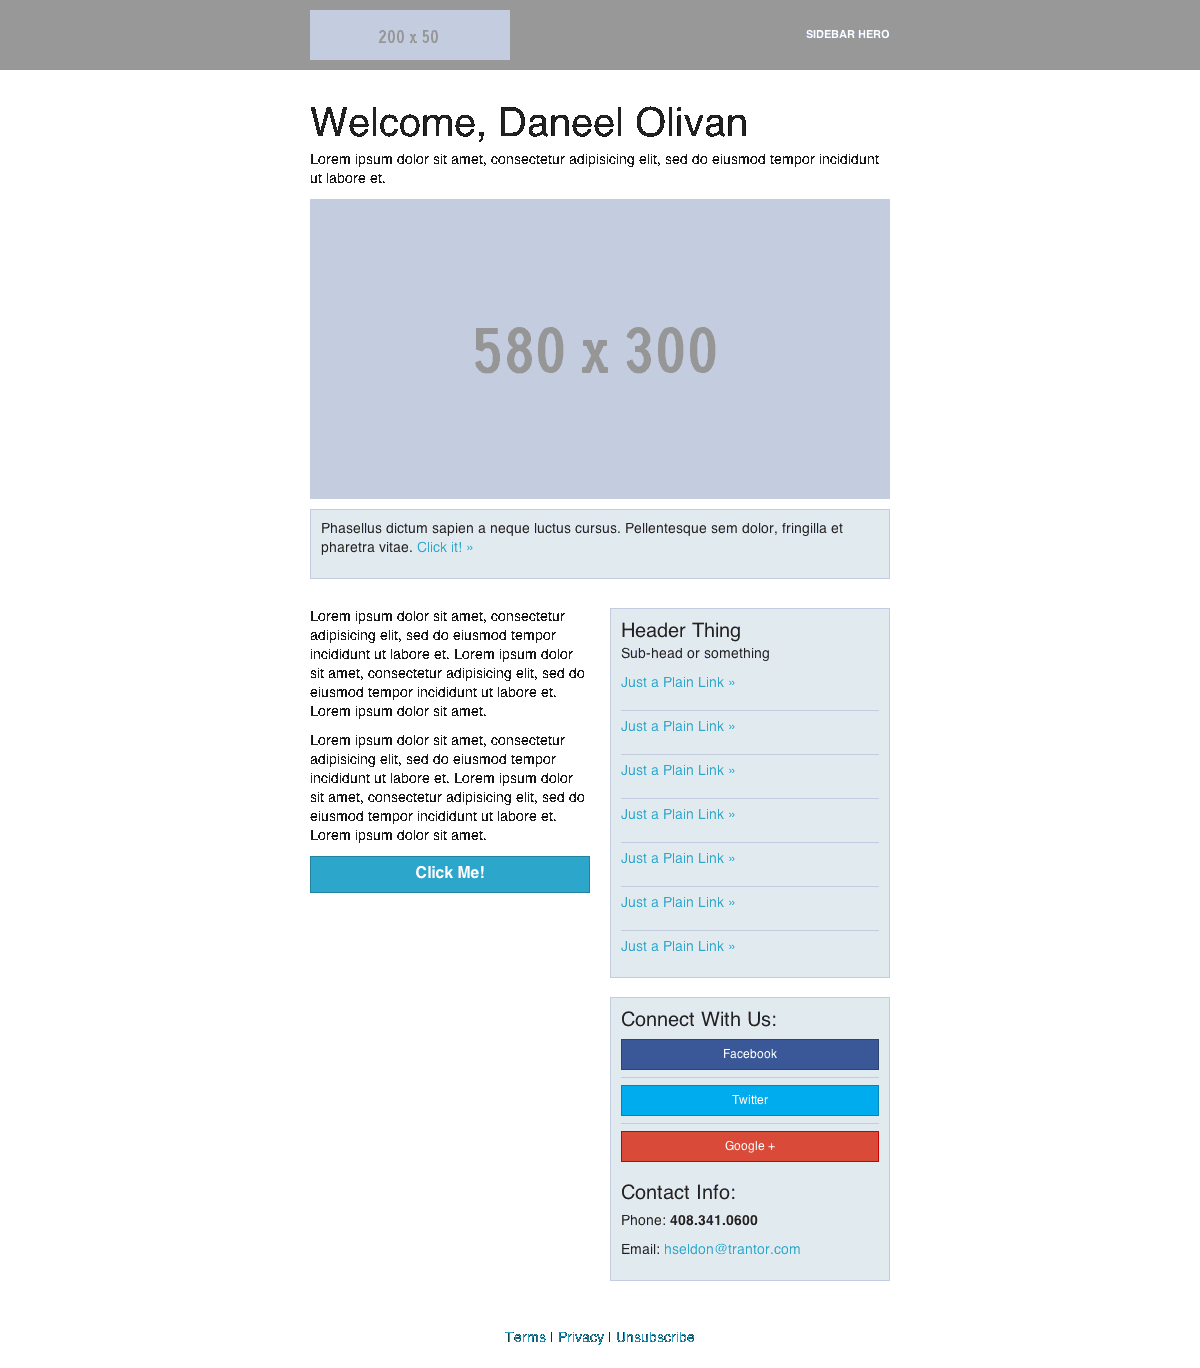 200 x 50
SIDEBAR HERO
Welcome, Daneel Olivan
Lorem ipsum dolor sit amet, consectetur adipisicing elit, sed do eiusmod tempor incididunt
ut labore et.
580 x 300
Phasellus dictum sapien a neque luctus cursus. Pellentesque sem dolor, fringilla et
pharetra vitae. Click it! »
Lorem ipsum dolor sit amet, consectetur
adipisicing elit, sed do eiusmod tempor
incididunt ut labore et. Lorem ipsum dolor
sit amet, consectetur adipisicing elit, sed do
eiusmod tempor incididunt ut labore et.
Lorem ipsum dolor sit amet.
Lorem ipsum dolor sit amet, consectetur
adipisicing elit, sed do eiusmod tempor
incididunt ut labore et. Lorem ipsum dolor
sit amet, consectetur adipisicing elit, sed do
eiusmod tempor incididunt ut labore et.
Lorem ipsum dolor sit amet.
Click Me!
Header Thing
Sub-head or something
Just a Plain Link »
Just a Plain Link »
Just a Plain Link »
Just a Plain Link »
Just a Plain Link »
Just a Plain Link »
Just a Plain Link »
Connect With Us:
Facebook
Twitter
Google +
Contact Info:
Phone: 408.341.0600
Email: hseldon@trantor.com
Terms | Privacy | Unsubscribe